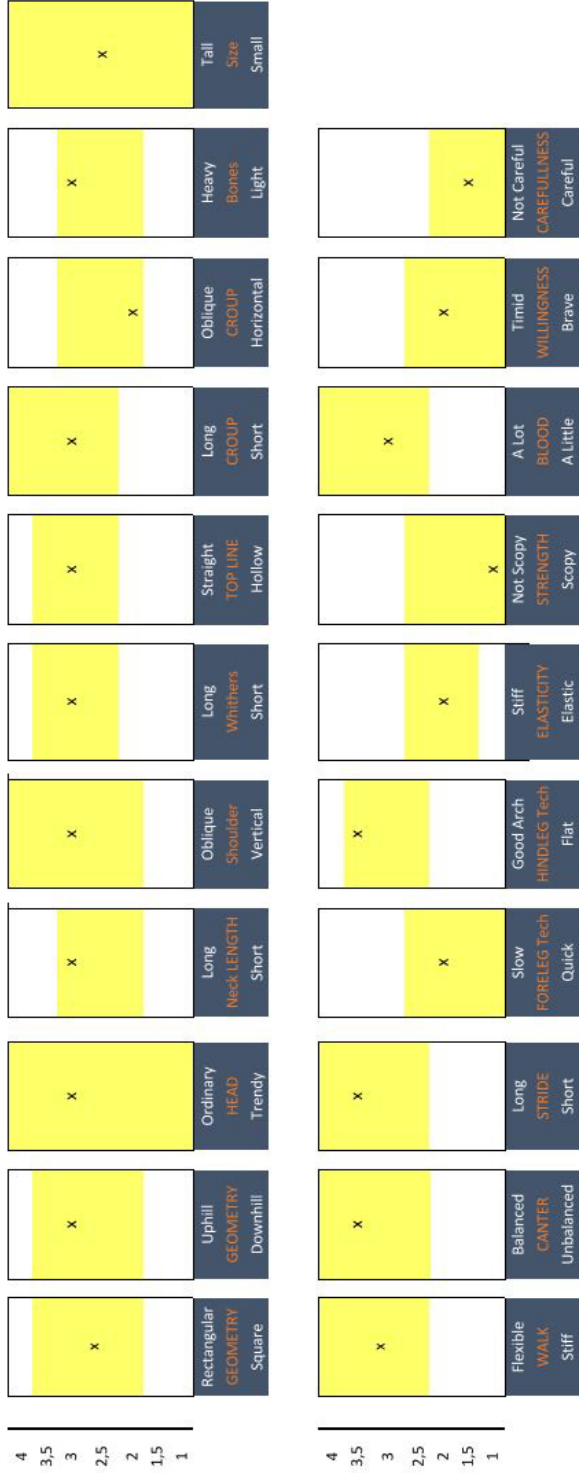 4
3,5
3
2,5
2
1,5
1
X
Rectangular
GEOMETRY
Square
X
Uphill
GEOMETRY
Downhill
X
Ordinary
HEAD
Trendy
X
Long
Neck LENGTH
Short
X
Oblique
Shoulder
Vertical
X
Long
Whithers
Short
X
Straight
TOP LINE
Hollow
X
Long
CROUP
Short
X
Oblique
CROUP
Horizontal
X
Heavy
Bones
Light
X
Tall
Size
Small
4
3,5
3
2,5
2
1,5
1
X
Flexible
WALK
Stiff
X
Balanced
CANTER
Unbalanced
X
Long
STRIDE
Short
X
Slow
FORELEG Tech
Quick
X
Good Arch
HINDLEG Tech
Flat
X
Stiff
ELASTICITY
Elastic
X
Not Scopy
STRENGTH
Scopy
X
A Lot
BLOOD
A Little
X
Timid
WILLINGNESS
Brave
X
Not Careful
CAREFULLNESS
Careful